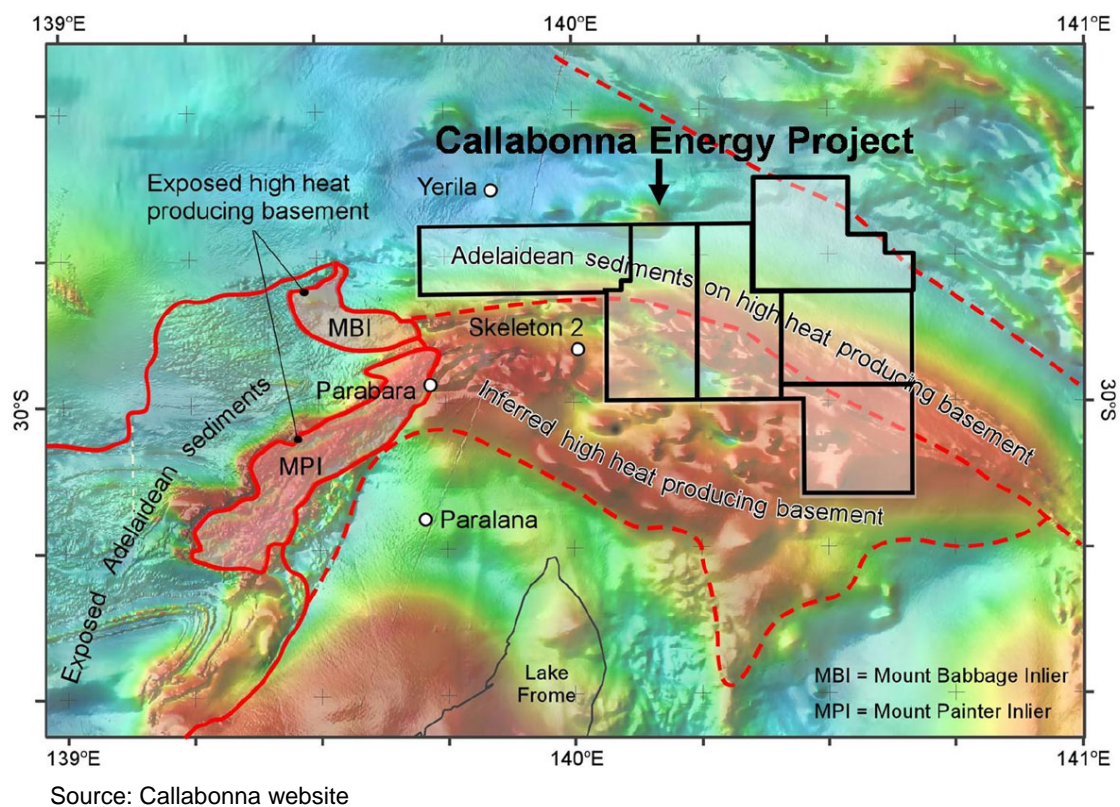 139°E
140°E
141°E
Callabonna Energy Project
Exposed high heat
producing basement
Yerila
Adelaidean sediments on high heat producing basement
MBI
Skeleton 2
Parabara
30°S
30°S
Exposed Adelaidean sediments
MPI
Inferred high heat producing basement
Paralana
Lake
Frome
MBI = Mount Babbage Inlier
MPI = Mount Painter Inlier
139°E
140°E
141°E
Source: Callabonna website